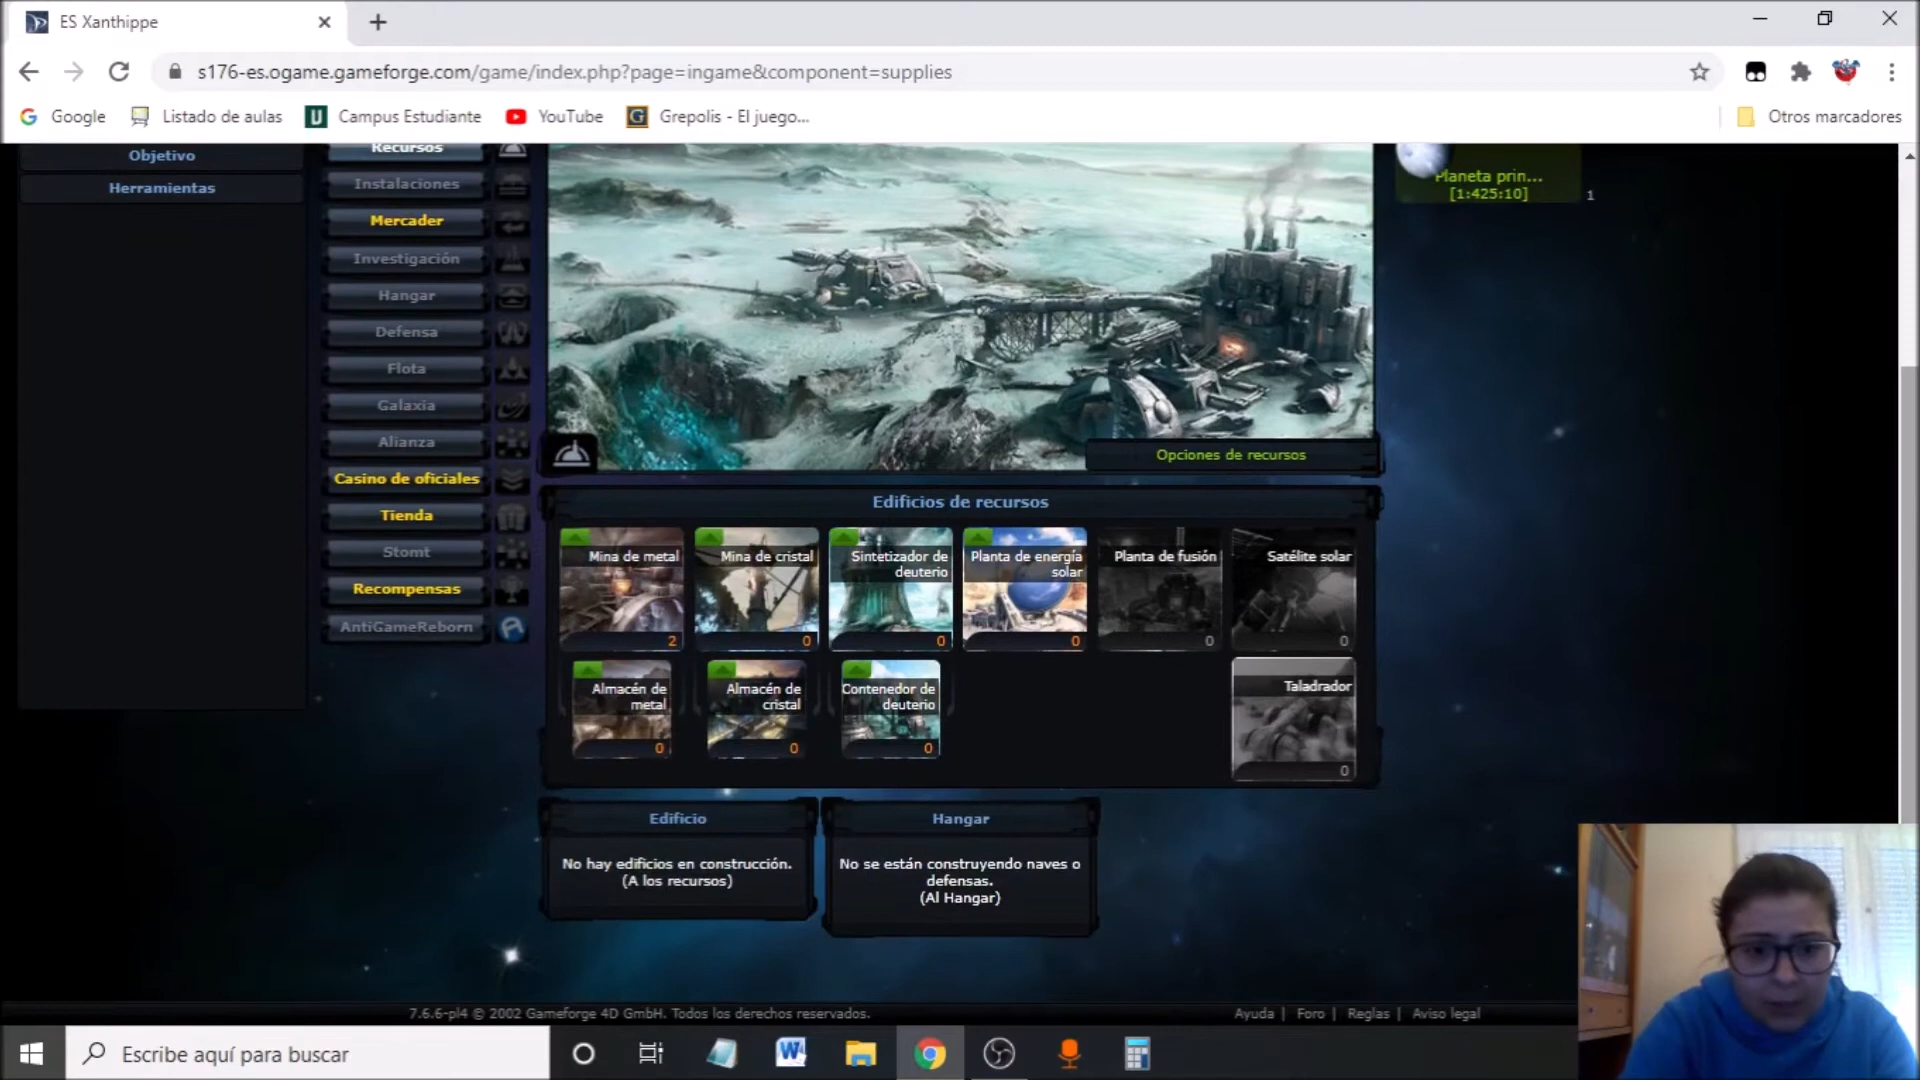 ES Xanthippe
s176-es.ogame.gameforge.com/game/index.php?page=ingame&component=supplies
Google
Listado de aulas
Campus Estudiante
YouTube
Grepolis - El juego...
Otros marcadores
Objetivo
Herramientas
Recursos
Instalaciones
Mercader
Investigación
Hangar
Defensa
Flota
Galaxia
Alianza
Casino de oficiales
Tienda
Stomt
Recompensas
AntiGameReborn
Planeta prin...
[1:425:10]
1
Opciones de recursos
Edificios de recursos
Mina de metal
2
Mina de cristal
0
Sintetizador de
deuterio
0
Planta de energía
solar
0
Planta de fusión
0
Satélite solar
0
Almacén de
metal
0
Almacén de
cristal
0
Contenedor de
deuterio
0
Taladrador
0
Edificio
No hay edificios en construcción.
(A los recursos)
Hangar
No se están construyendo naves o
defensas.
(Al Hangar)
7.6.6-pl4 © 2002 Gameforge 4D GmbH. Todos los derechos reservados.
Ayuda | Foro | Reglas | Aviso legal
Escribe aquí para buscar